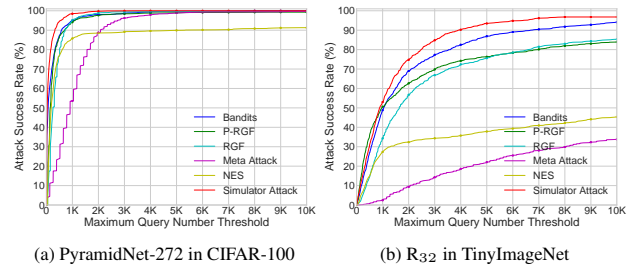 Attack Success Rate (%)
100
90
80
70
60
50
40
30
20
10
0
Bandits
P-RGF
RGF
Meta Attack
NES
Simulator Attack
0 1K 2K 3K 4K 5K 6K 7K 8K 9K 10K
Maximum Query Number Threshold
(a) PyramidNet-272 in CIFAR-100
Attack Success Rate (%)
100
90
80
70
60
50
40
30
20
10
0
Bandits
P-RGF
RGF
Meta Attack
NES
Simulator Attack
0 1K 2K 3K 4K 5K 6K 7K 8K 9K 10K
Maximum Query Number Threshold
(b) R₃₂ in TinyImageNet